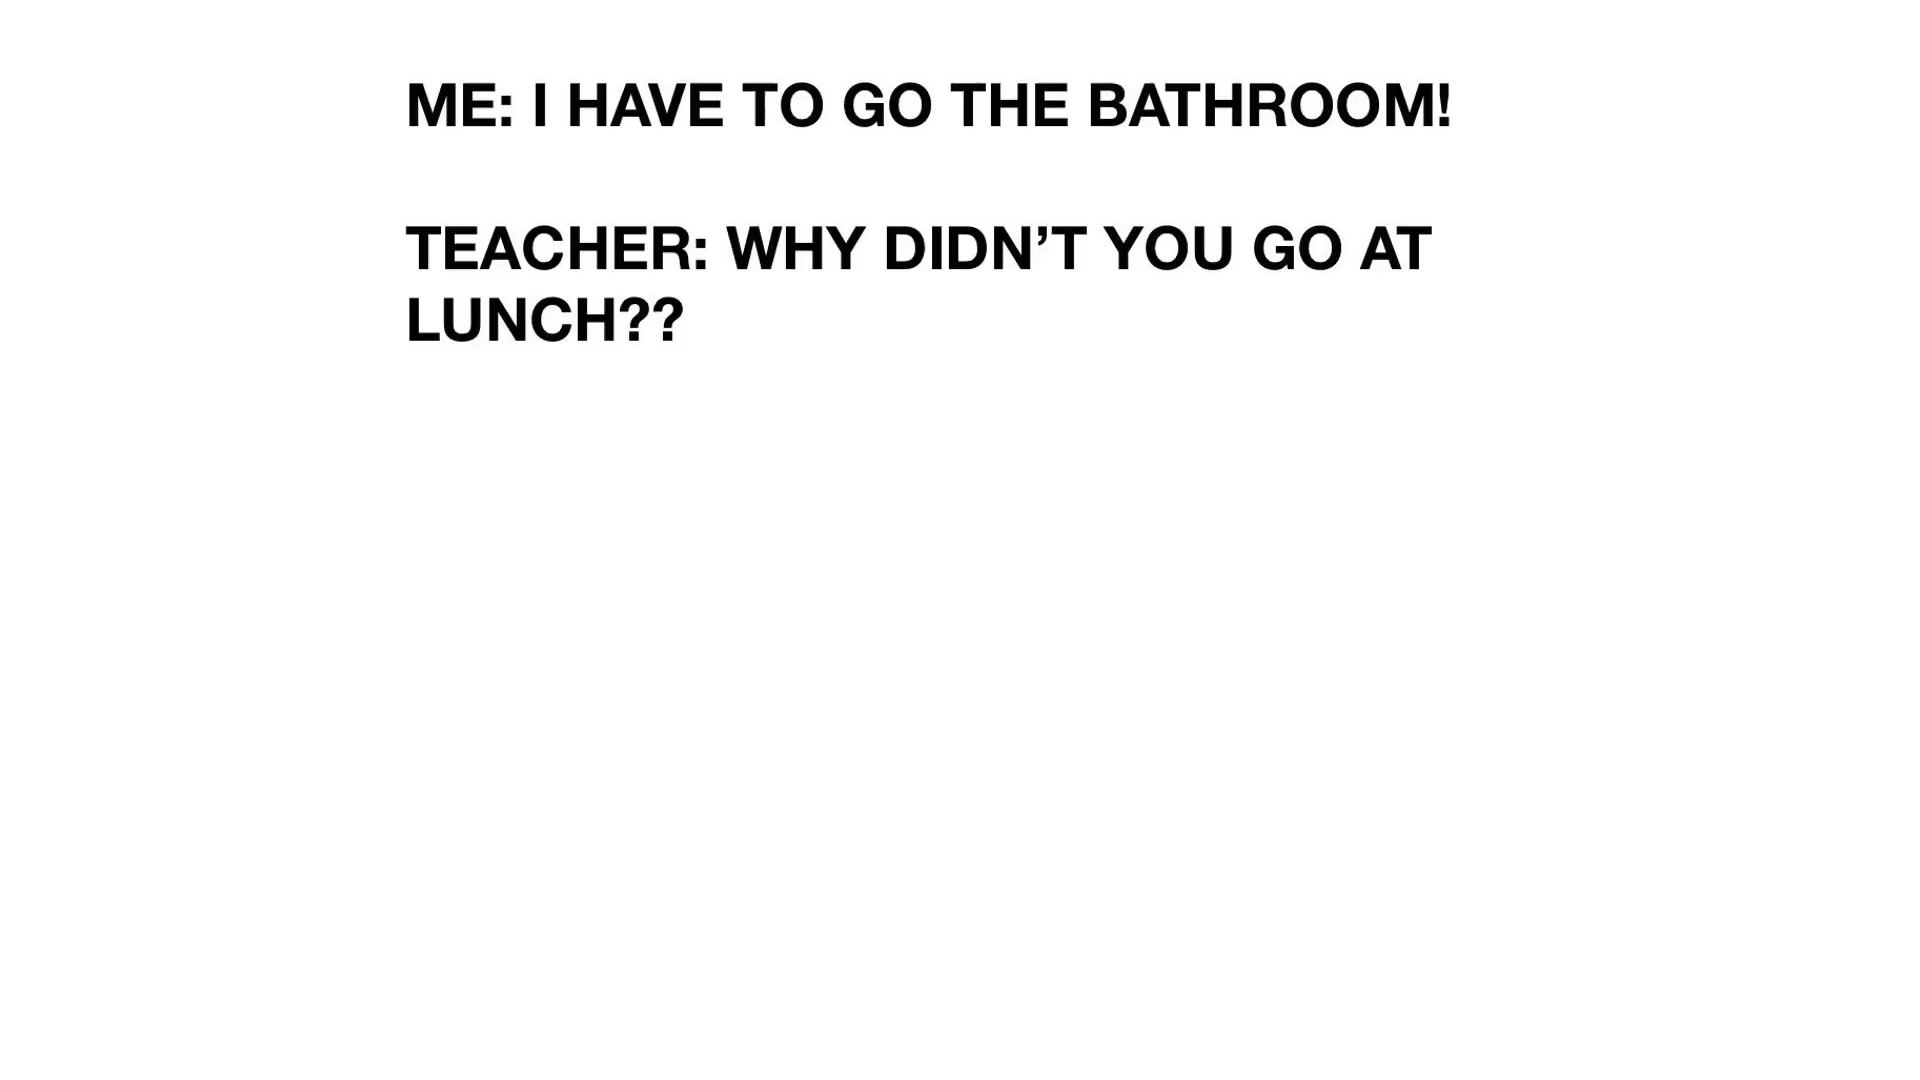 ME: I HAVE TO GO THE BATHROOM!
TEACHER: WHY DIDN’T YOU GO AT
LUNCH??